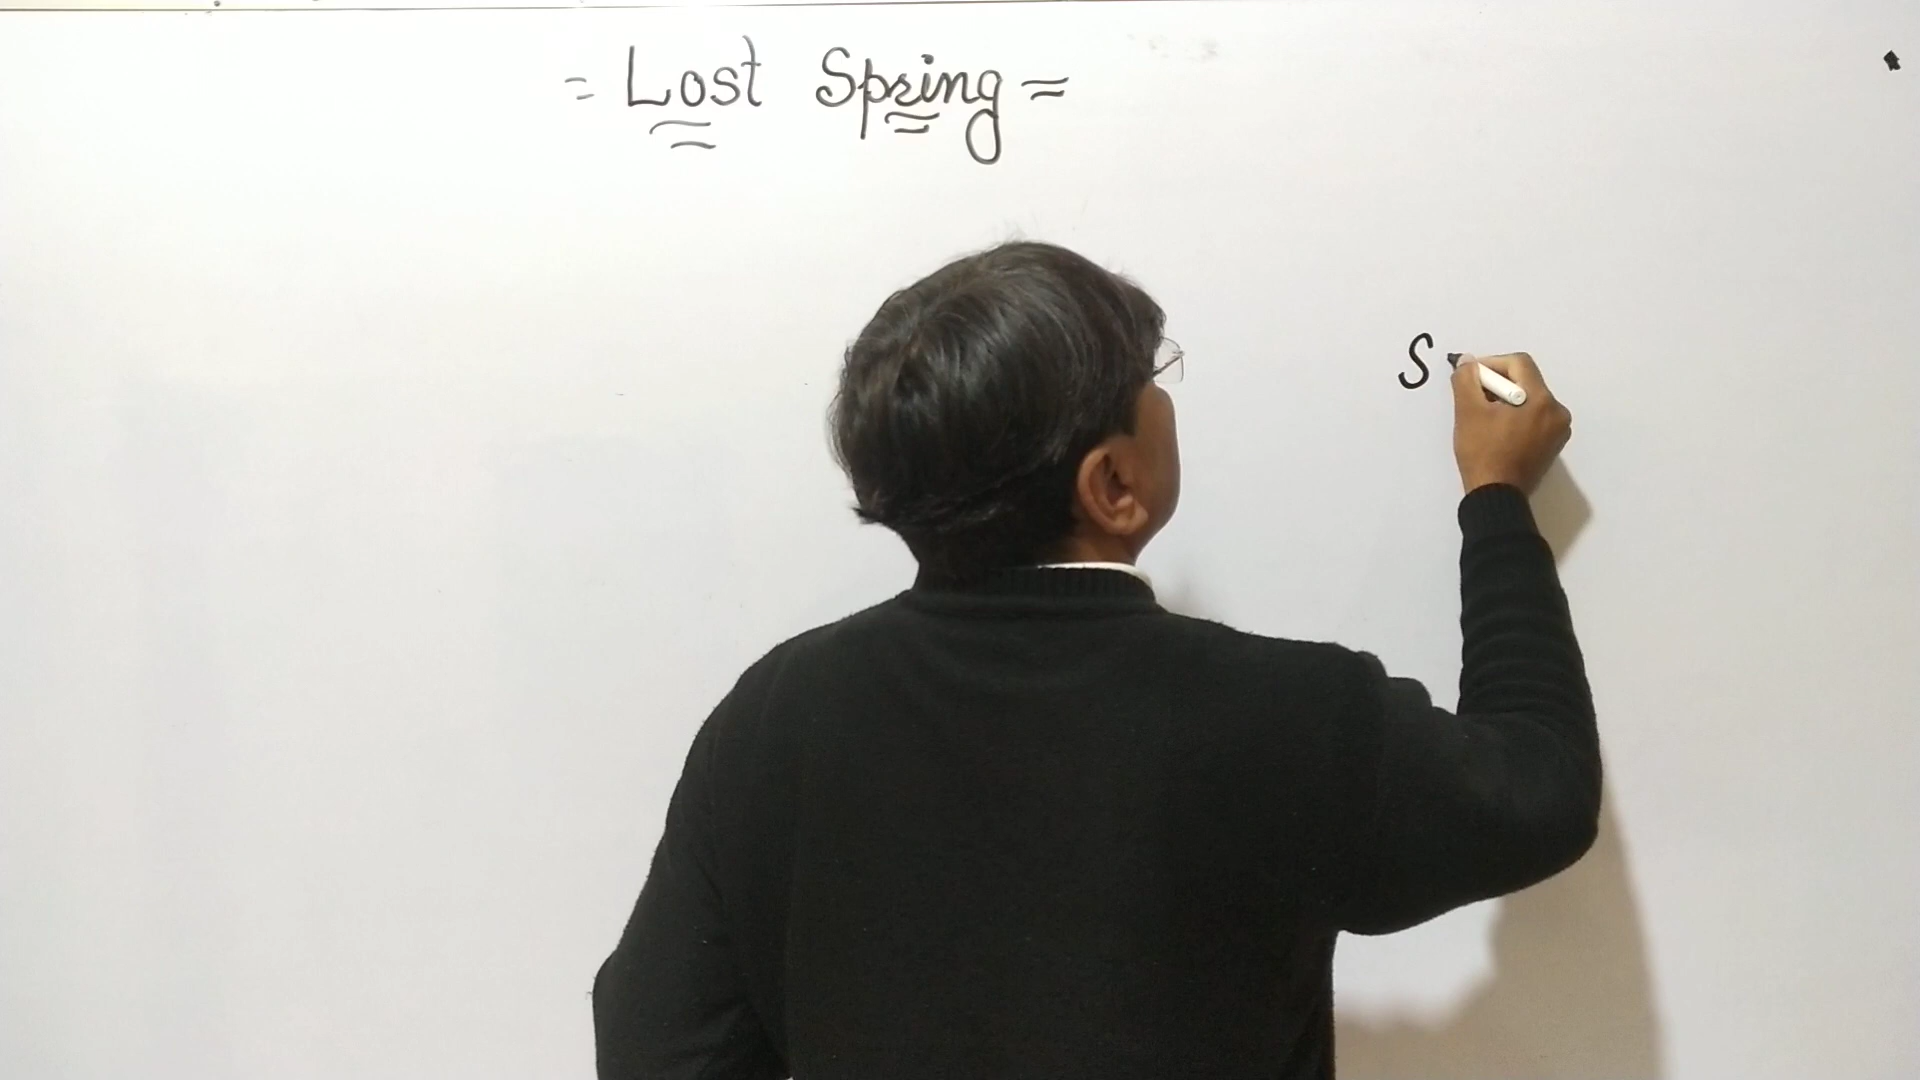 = Lost Spring =
S